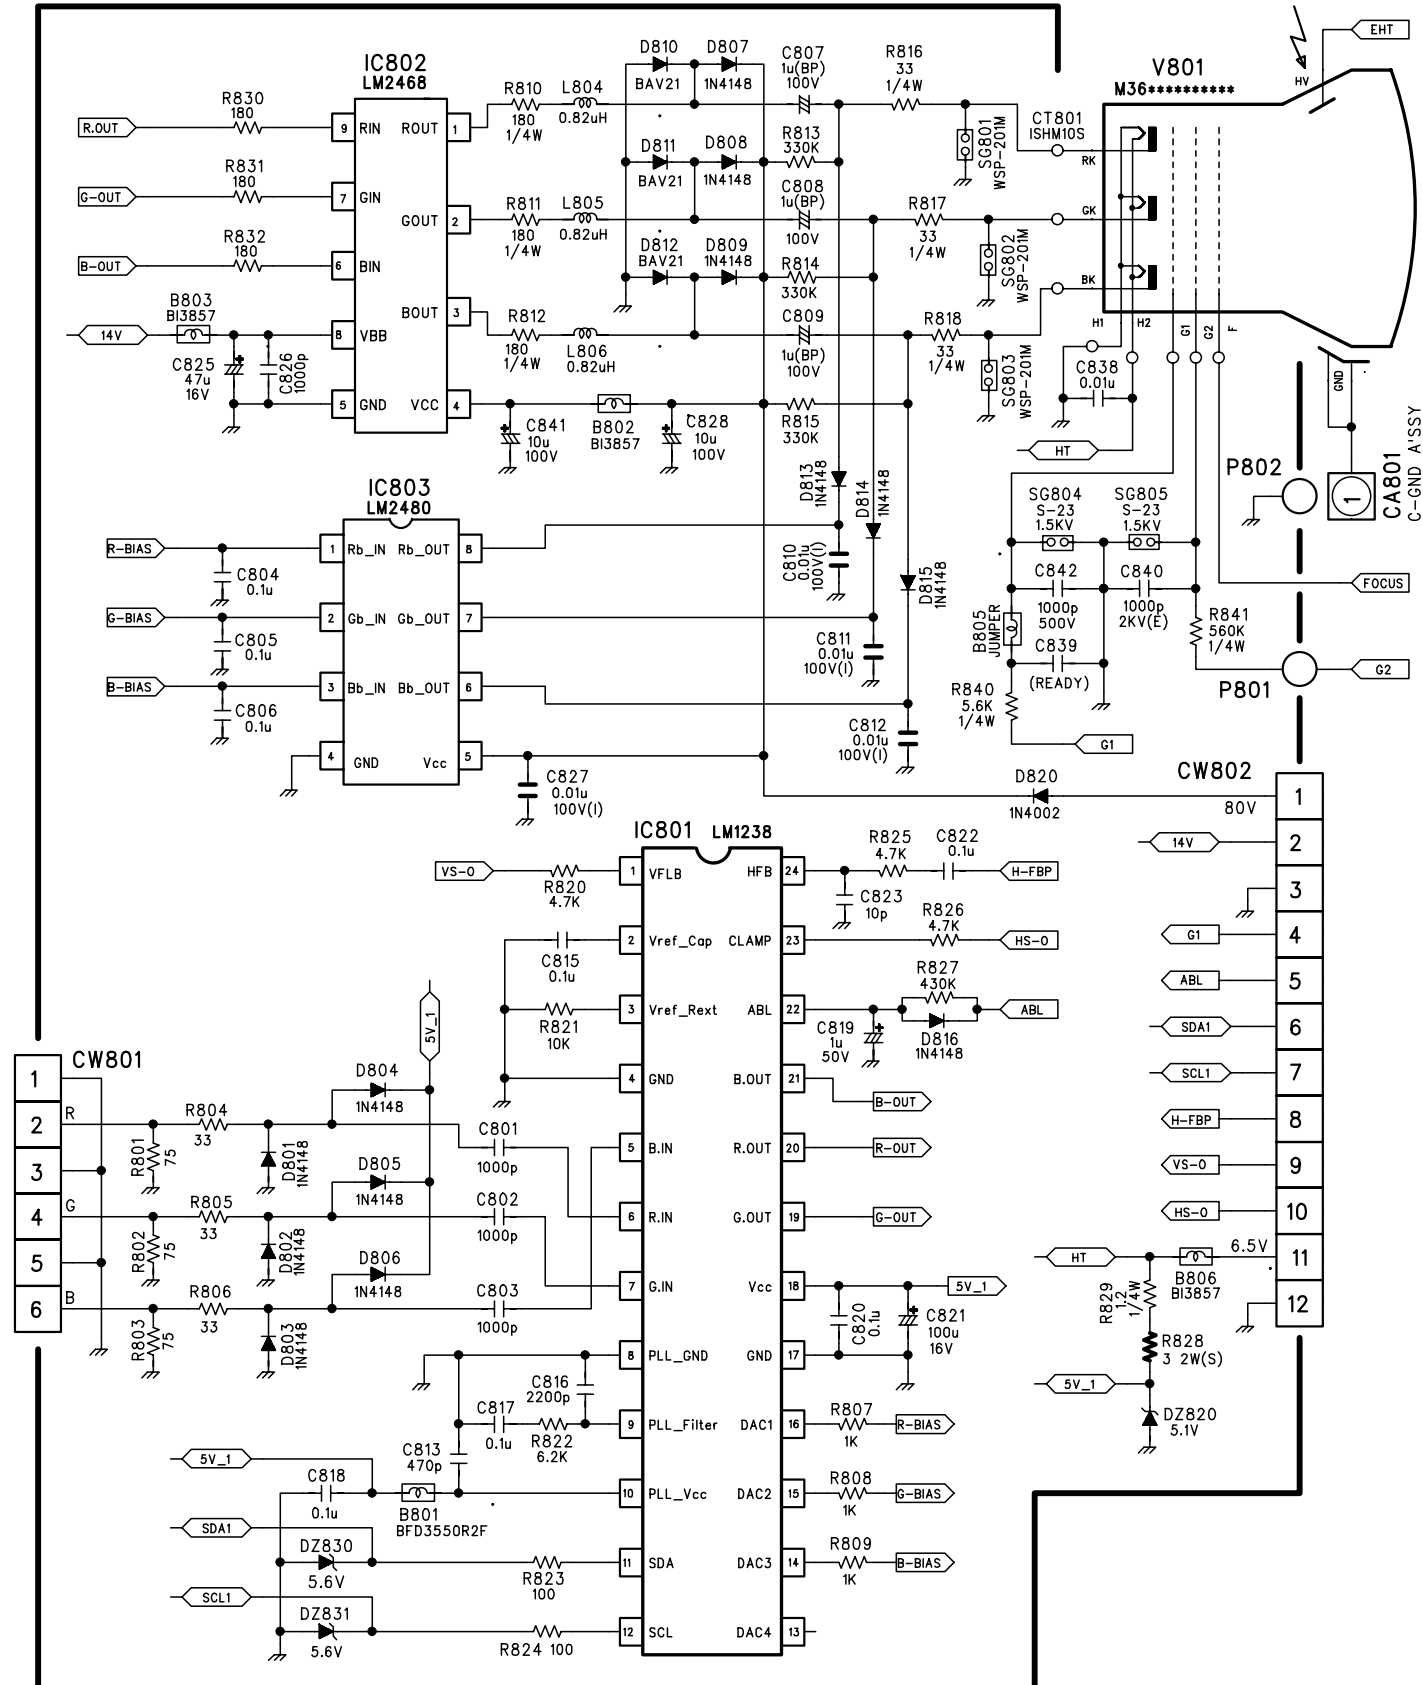 EHT
HV
V801
M36**********
IC802
LM2468
R830
180
R.OUT
9 RIN
ROUT 1
R810
180
1/4W
L804
0.82uH
D810
BAV21
D807
1N4148
C807
1u(BP)
100V
R816
33
1/4W
SG801
WSP-201M
CT801
ISHM10S
RK
R831
180
G-OUT
7 GIN
GOUT 2
R811
180
1/4W
L805
0.82uH
D811
BAV21
D808
1N4148
R813
330K
C808
1u(BP)
100V
R817
33
1/4W
SG802
WSP-201M
GK
R832
180
B-OUT
6 BIN
BOUT 3
R812
180
1/4W
L806
0.82uH
D812
BAV21
D809
1N4148
R814
330K
C809
1u(BP)
100V
R818
33
1/4W
SG803
WSP-201M
BK
H1
H2
G1
G2
F
B803
BI3857
14V
8 VBB
C825
47u
16V
C826
1000p
5 GND
VCC 4
C841
10u
100V
B802
BI3857
C828
10u
100V
R815
330K
C838
0.01u
HT
GND
CA801
C-GND A'SSY
1
P802
IC803
LM2480
D813
1N4148
D814
1N4148
D815
1N4148
SG804
S-23
1.5KV
SG805
S-23
1.5KV
R-BIAS
1 Rb_IN
Rb_OUT 8
C804
0.1u
C810
0.01u
100V(I)
C842
1000p
500V
C840
1000p
2KV(E)
FOCUS
G-BIAS
2 Gb_IN
Gb_OUT 7
C805
0.1u
C811
0.01u
100V(I)
B805
JUMPER
C839
(READY)
R841
560K
1/4W
G2
P801
B-BIAS
3 Bb_IN
Bb_OUT 6
C806
0.1u
C812
0.01u
100V(I)
R840
5.6K
1/4W
G1
4 GND
Vcc 5
C827
0.01u
100V(I)
D820
1N4002
CW802
80V
1
14V
2
3
G1
4
ABL
5
SDA1
6
SCL1
7
H-FBP
8
VS-O
9
HS-O
10
6.5V
11
12
HT
B806
BI3857
R829
1.2
1/4W
R828
3 2W(S)
5V_1
DZ820
5.1V
IC801 LM1238
VS-O
R820
4.7K
1 VFLB
HFB 24
R825
4.7K
C822
0.1u
H-FBP
C823
10p
C815
0.1u
2 Vref_Cap
CLAMP 23
R826
4.7K
HS-O
R821
10K
3 Vref_Rext
ABL 22
R827
430K
ABL
C819
1u
50V
D816
1N4148
4 GND
B.OUT 21
B-OUT
5 B.IN
R.OUT 20
R-OUT
6 R.IN
G.OUT 19
G-OUT
7 G.IN
Vcc 18
5V_1
C820
0.1u
C821
100u
16V
8 PLL_GND
GND 17
9 PLL_Filter
DAC1 16
R807
1K
R-BIAS
10 PLL_Vcc
DAC2 15
R808
1K
G-BIAS
11 SDA
DAC3 14
R809
1K
B-BIAS
12 SCL
DAC4 13
CW801
1
2
3
4
5
6
R
G
B
5V_1
R804
33
R801
75
D801
1N4148
D804
1N4148
C801
1000p
R805
33
R802
75
D802
1N4148
D805
1N4148
C802
1000p
R806
33
R803
75
D803
1N4148
D806
1N4148
C803
1000p
C816
2200p
C817
0.1u
R822
6.2K
C813
470p
5V_1
C818
0.1u
B801
BFD3550R2F
SDA1
DZ830
5.6V
R823
100
SCL1
DZ831
5.6V
R824 100